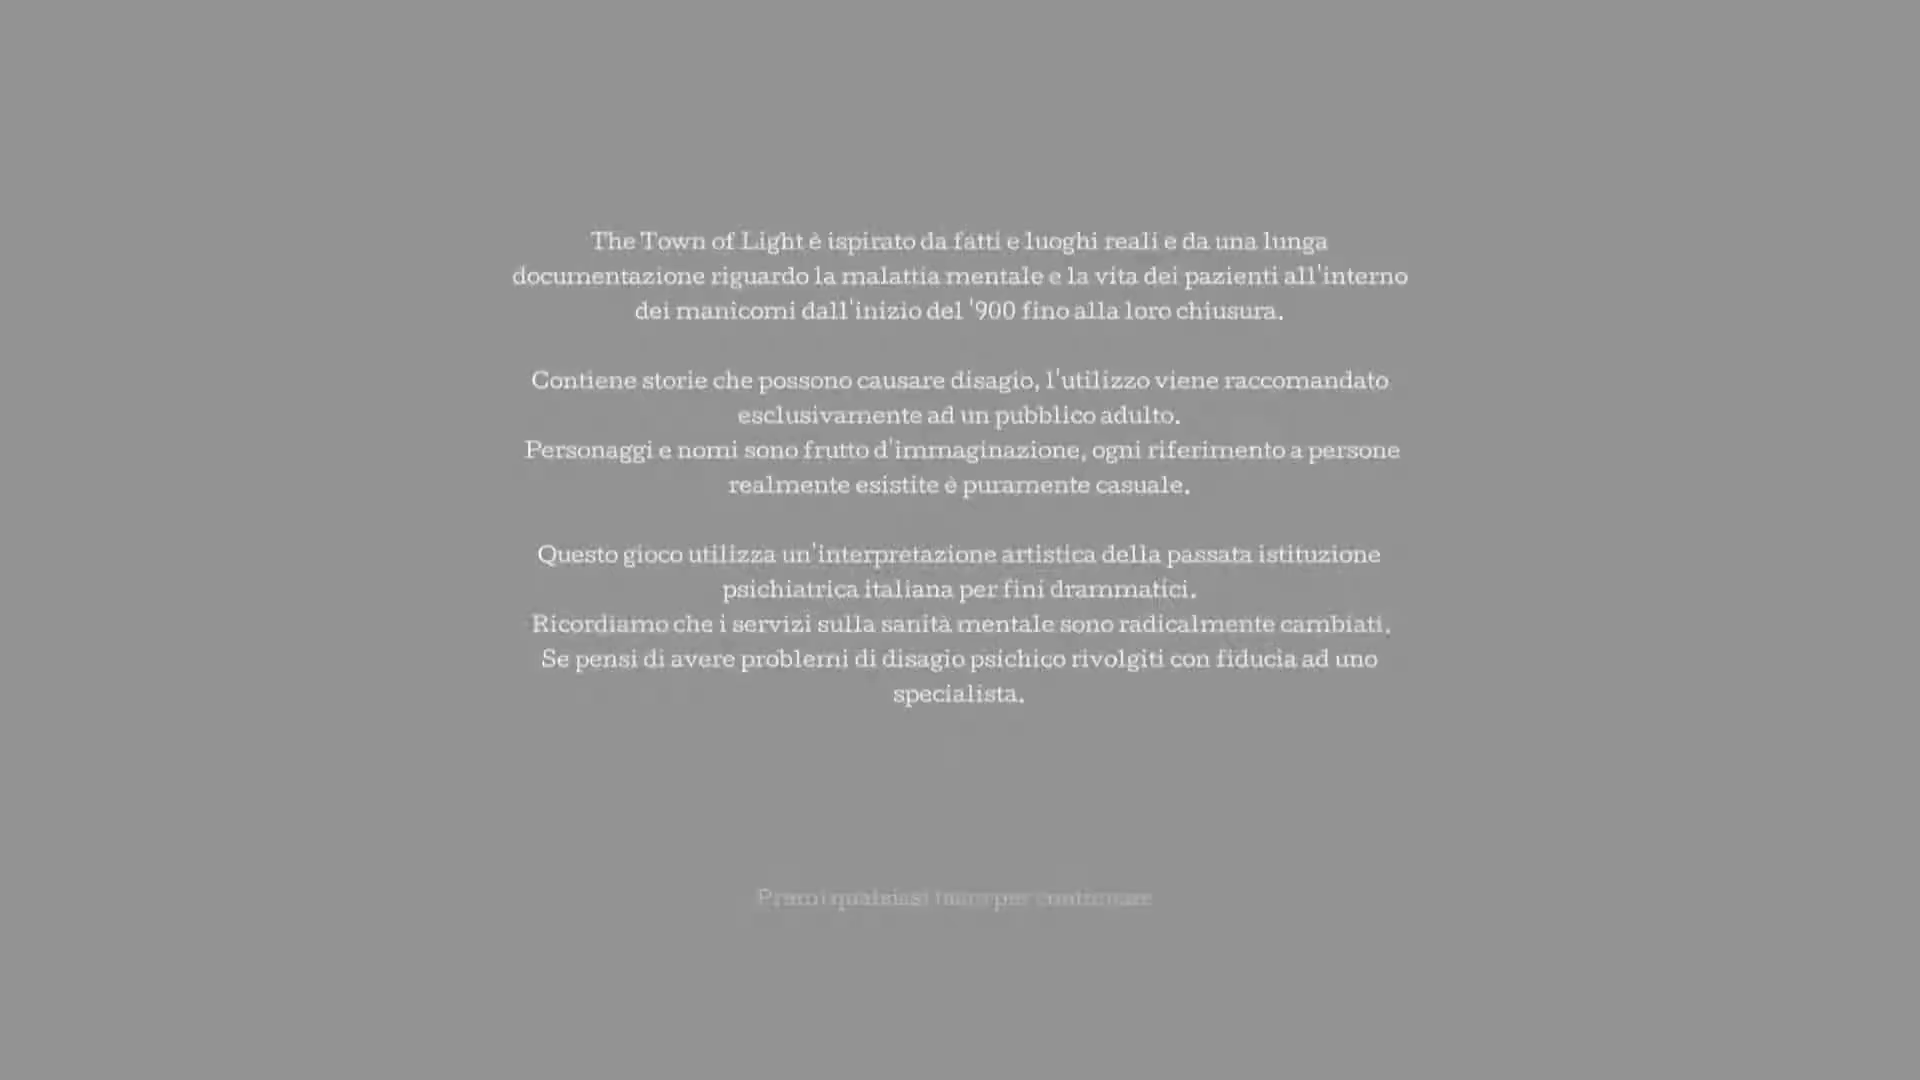 The Town of Light è ispirato da fatti e luoghi reali e da una lunga
documentazione riguardo la malattia mentale e la vita dei pazienti all'interno
dei manicomi dall'inizio del '900 fino alla loro chiusura.
Contiene storie che possono causare disagio, l'utilizzo viene raccomandato
esclusivamente ad un pubblico adulto.
Personaggi e nomi sono frutto d'immaginazione, ogni riferimento a persone
realmente esistite è puramente casuale.
Questo gioco utilizza un'interpretazione artistica della passata istituzione
psichiatrica italiana per fini drammatici.
Ricordiamo che i servizi sulla sanità mentale sono radicalmente cambiati.
Se pensi di avere problemi di disagio psichico rivolgiti con fiducia ad uno
specialista.
Premi qualsiasi tasto per continuare